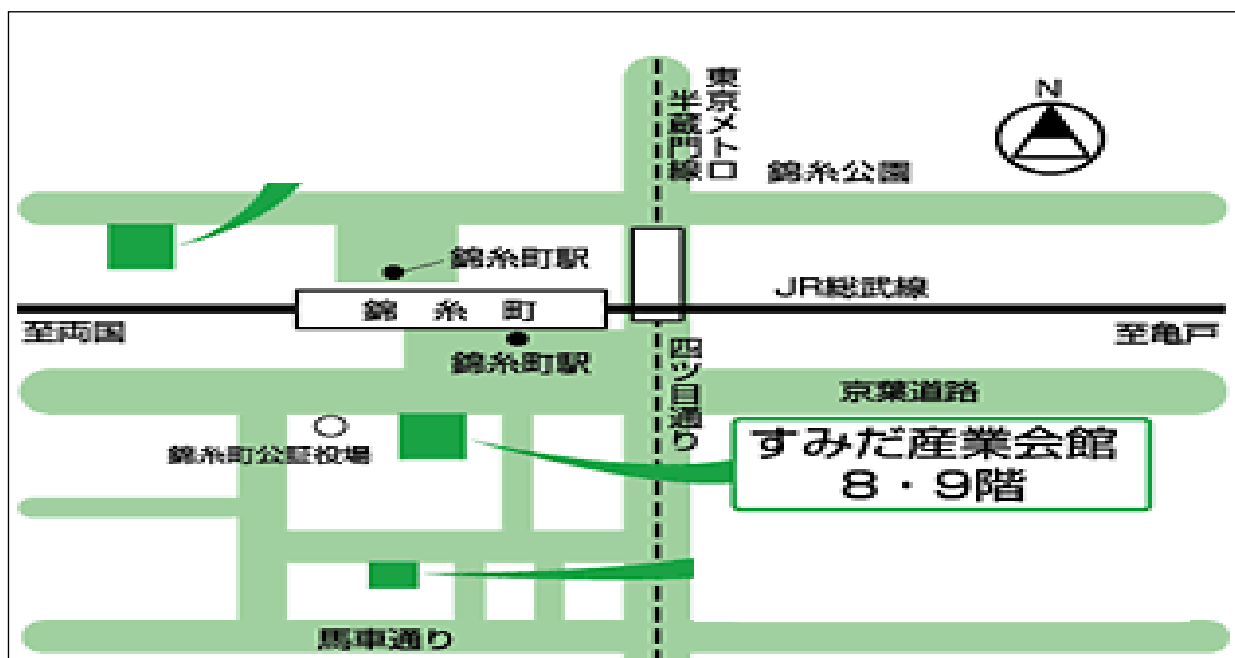 東京メトロ
半蔵門線
N
錦糸公園
錦糸町駅
JR総武線
錦糸町
至両国
至亀戸
錦糸町駅
四ツ目通り
京葉道路
錦糸町公証役場
すみだ産業会館
8・9階
馬車通り